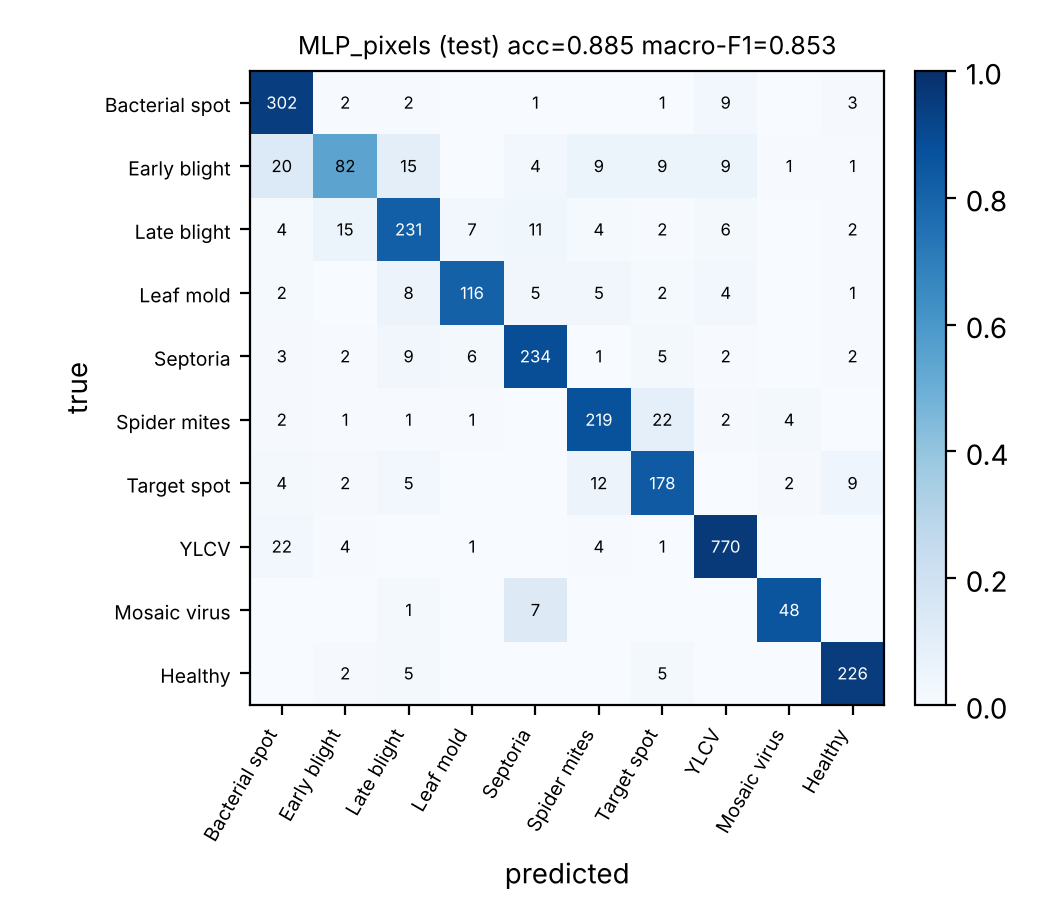 MLP_pixels (test) acc=0.885 macro-F1=0.853
Bacterial spot 302 2 2 1 1 9 3
Early blight 20 82 15 4 9 9 9 1 1
Late blight 4 15 231 7 11 4 2 6 2
Leaf mold 2 8 116 5 5 2 4 1
Septoria 3 2 9 6 234 1 5 2 2
Spider mites 2 1 1 1 219 22 2 4
Target spot 4 2 5 12 178 2 9
YLCV 22 4 1 4 1 770
Mosaic virus 1 7 48
Healthy 2 5 5 226
true
Bacterial spot
Early blight
Late blight
Leaf mold
Septoria
Spider mites
Target spot
YLCV
Mosaic virus
Healthy
predicted
1.0
0.8
0.6
0.4
0.2
0.0